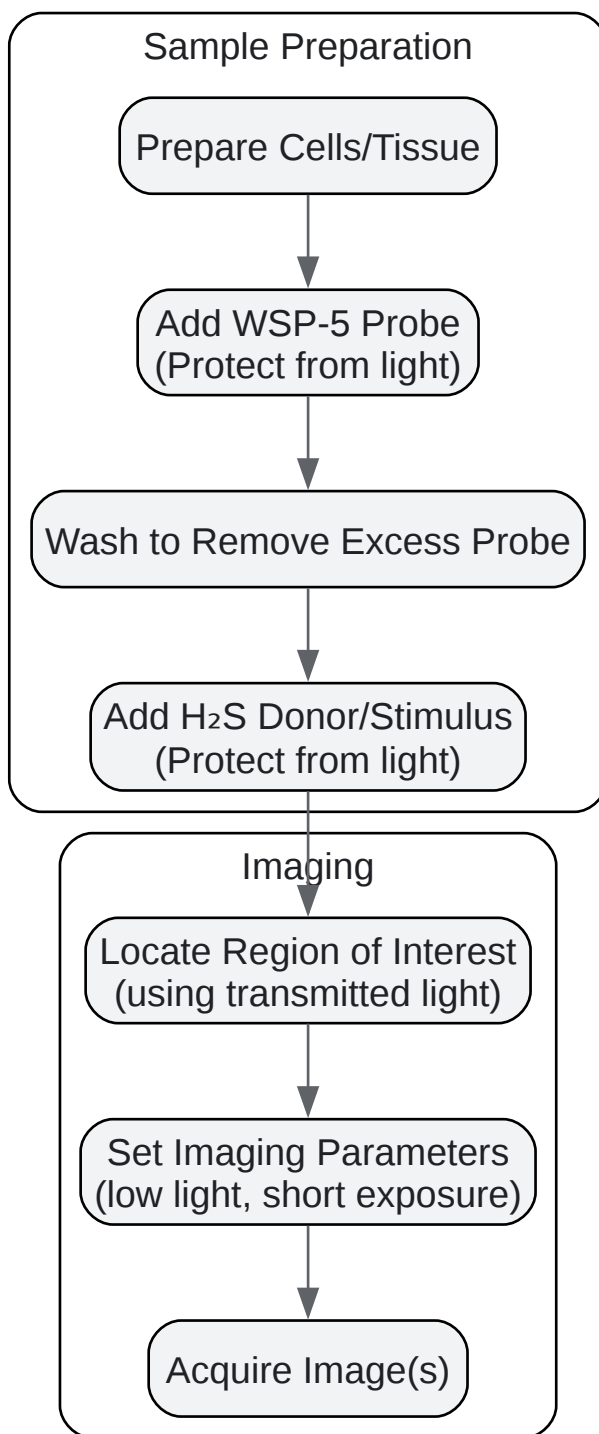 Sample Preparation
Prepare Cells/Tissue
Add WSP-5 Probe
(Protect from light)
Wash to Remove Excess Probe
Add H₂S Donor/Stimulus
(Protect from light)
Imaging
Locate Region of Interest
(using transmitted light)
Set Imaging Parameters
(low light, short exposure)
Acquire Image(s)